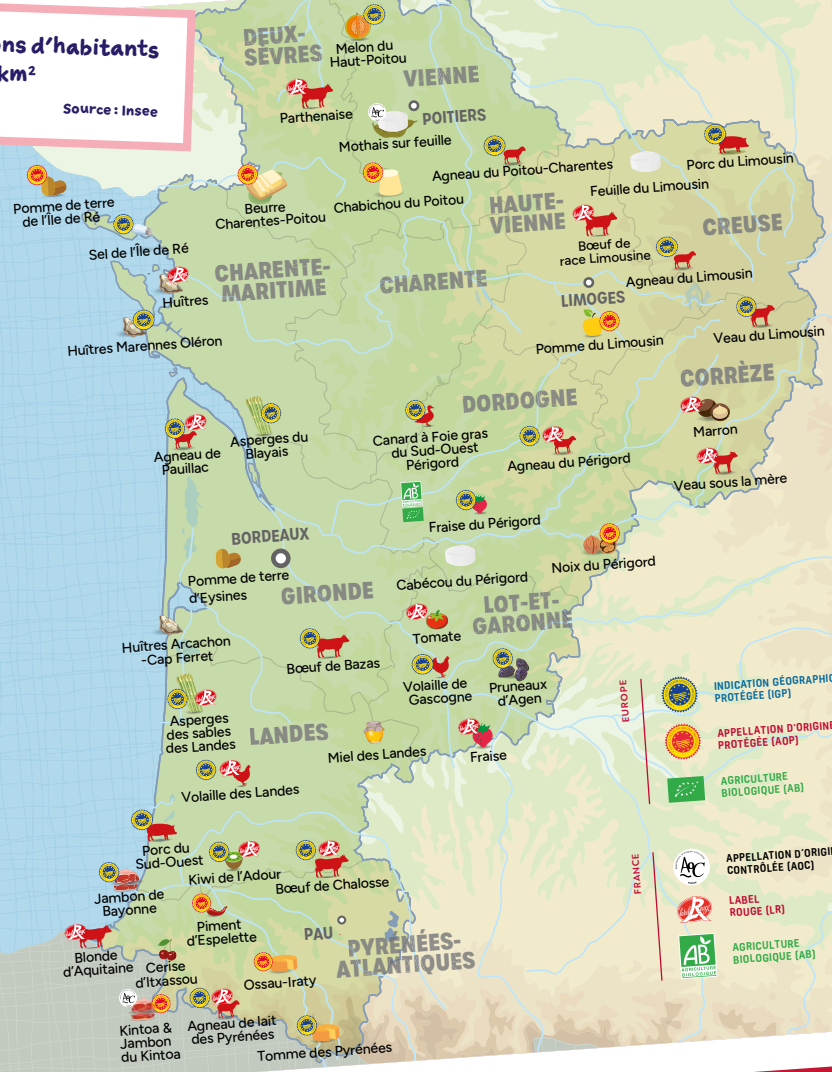 ons d'habitants
km²
Source : Insee
DEUX-
SÈVRES
Melon du
Haut-Poitou
VIENNE
Parthenaise
POITIERS
Mothais sur feuille
Agneau du Poitou-Charentes
Porc du Limousin
Feuille du Limousin
Pomme de terre
de l'Île de Ré
Beurre
Charentes-Poitou
Chabichou du Poitou
HAUTE-
VIENNE
CREUSE
Sel de l'Île de Ré
Bœuf de
race Limousine
Agneau du Limousin
CHARENTE-
MARITIME
CHARENTE
Huîtres
LIMOGES
Huîtres Marennes Oléron
Pomme du Limousin
Veau du Limousin
CORRÈZE
DORDOGNE
Marron
Agneau de
Pauillac
Asperges du
Blayais
Canard à Foie gras
du Sud-Ouest
Périgord
Agneau du Périgord
Veau sous la mère
AB
Fraise du Périgord
BORDEAUX
Noix du Périgord
Pomme de terre
d'Eysines
Cabécou du Périgord
GIRONDE
LOT-ET-
GARONNE
Tomate
Huîtres Arcachon
-Cap Ferret
Bœuf de Bazas
Volaille de
Gascogne
Pruneaux
d'Agen
Asperges
des sables
des Landes
LANDES
Miel des Landes
Fraise
Volaille des Landes
Porc du
Sud-Ouest
Kiwi de l'Adour
Bœuf de Chalosse
Jambon de
Bayonne
Piment
d'Espelette
PAU
PYRÉNÉES-
ATLANTIQUES
Blonde
d'Aquitaine
Cerise
d'Itxassou
Ossau-Iraty
Kintoa &
Jambon
du Kintoa
Agneau de lait
des Pyrénées
Tomme des Pyrénées
EUROPE
INDICATION GÉOGRAPHIC
PROTÉGÉE (IGP)
APPELLATION D'ORIGINE
PROTÉGÉE (AOP)
AGRICULTURE
BIOLOGIQUE (AB)
FRANCE
AOC
APPELLATION D'ORIGI
CONTRÔLÉE (AOC)
LABEL
ROUGE (LR)
AB
AGRICULTURE
BIOLOGIQUE
AGRICULTURE
BIOLOGIQUE (AB)